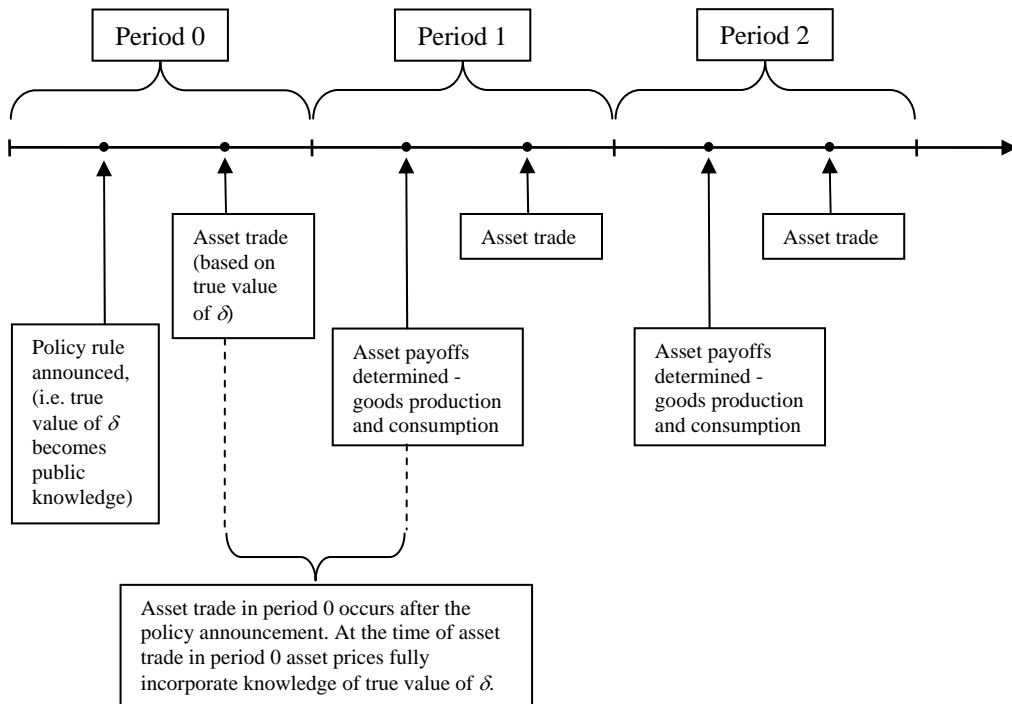 Period 0
Period 1
Period 2
Asset trade
(based on
true value
of δ)
Asset trade
Asset trade
Policy rule
announced,
(i.e. true
value of δ
becomes
public
knowledge)
Asset payoffs
determined -
goods production
and consumption
Asset payoffs
determined -
goods production
and consumption
Asset trade in period 0 occurs after the
policy announcement. At the time of asset
trade in period 0 asset prices fully
incorporate knowledge of true value of δ.